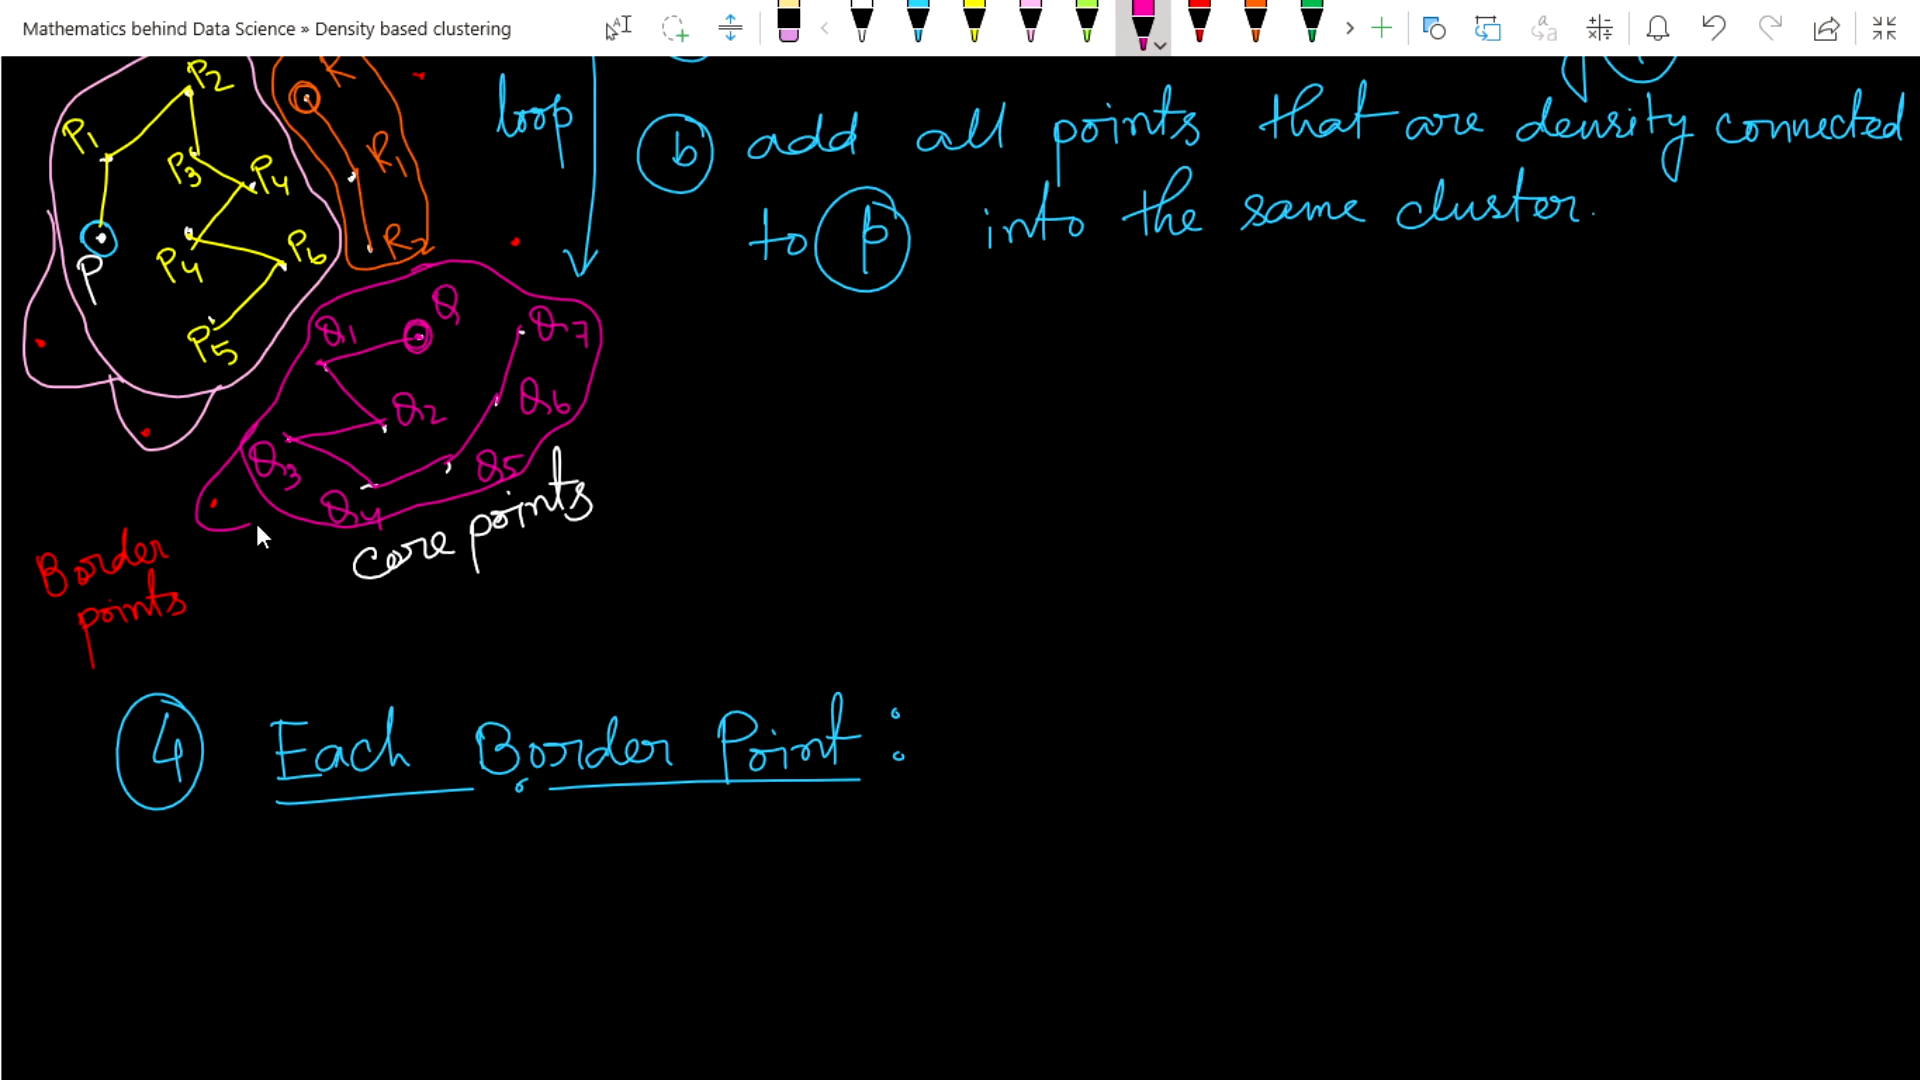 Mathematics behind Data Science » Density based clustering
loop
b add all points that are density connected
to p into the same cluster.
P2
R
P1
P3
P4
R1
P
P4
P6
R2
P5
Q
Q1
Q7
Q2
Q6
Q3
Q5
Q4
core points
Border
points
4 Each Border Point :